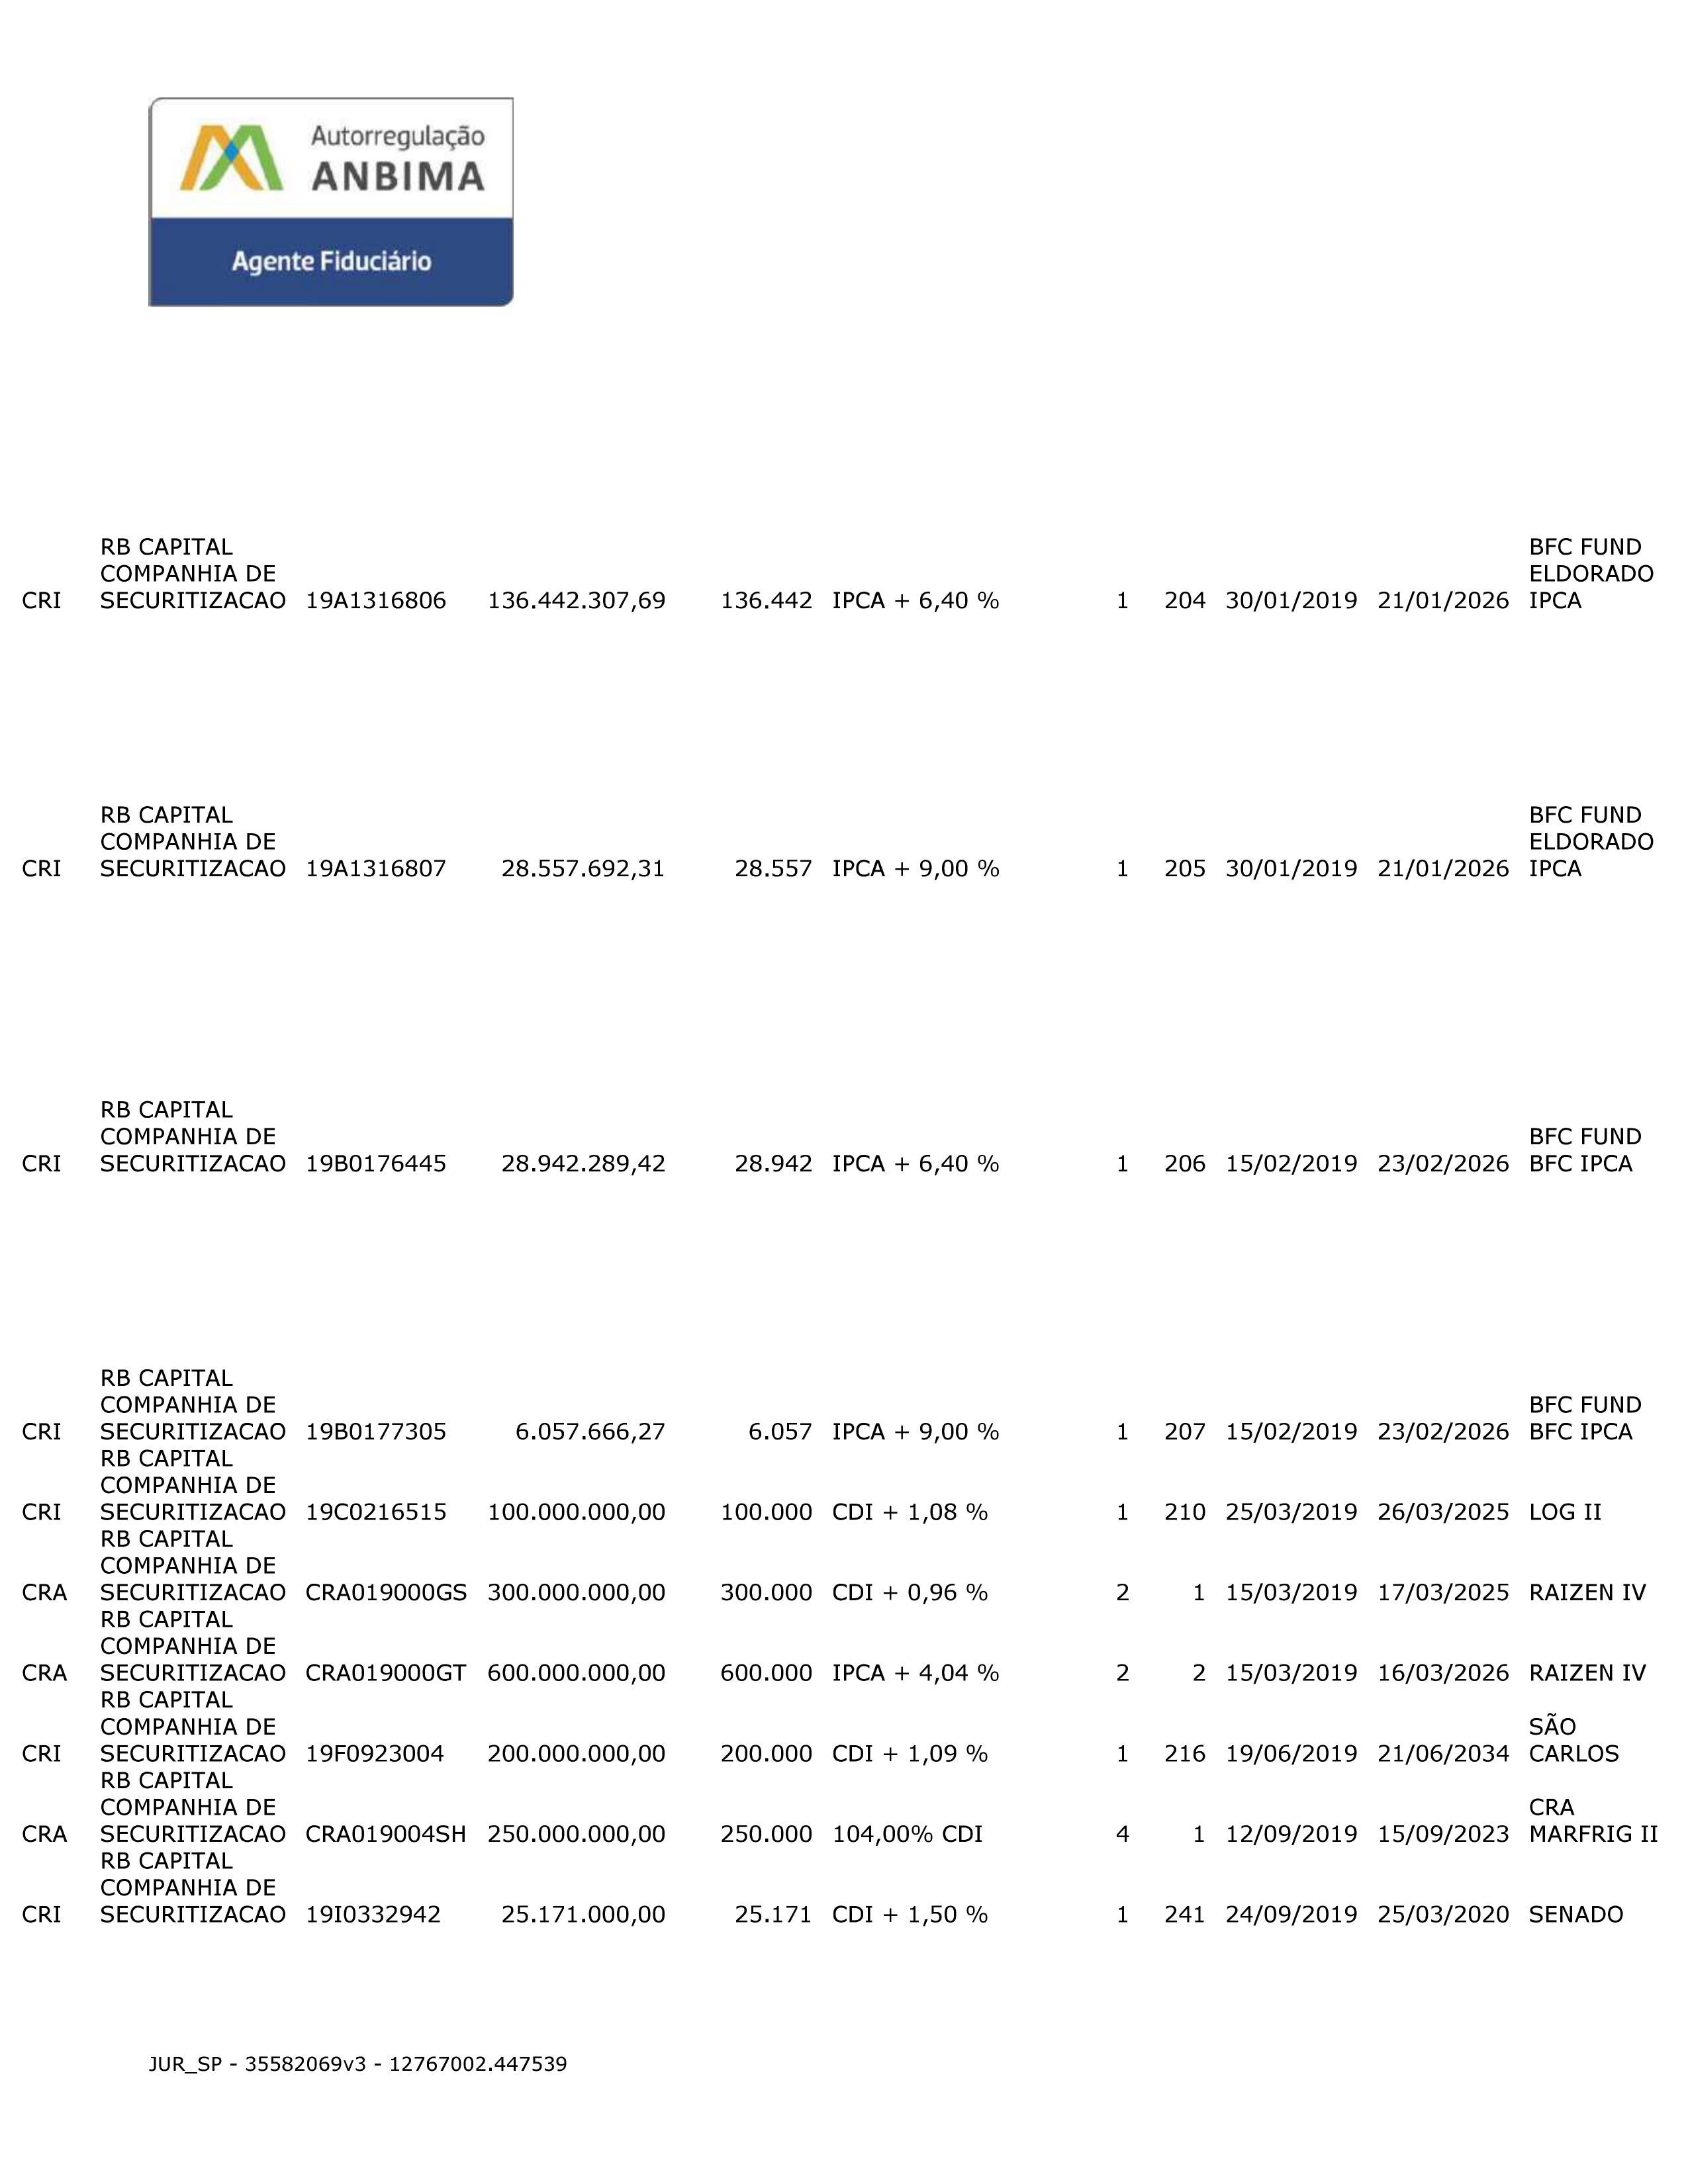 Autorregulação
ANBIMA
Agente Fiduciário
RB CAPITAL BFC FUND
COMPANHIA DE ELDORADO
CRI SECURITIZACAO 19A1316806 136.442.307,69 136.442 IPCA + 6,40 % 1 204 30/01/2019 21/01/2026 IPCA
RB CAPITAL BFC FUND
COMPANHIA DE ELDORADO
CRI SECURITIZACAO 19A1316807 28.557.692,31 28.557 IPCA + 9,00 % 1 205 30/01/2019 21/01/2026 IPCA
RB CAPITAL
COMPANHIA DE BFC FUND
CRI SECURITIZACAO 19B0176445 28.942.289,42 28.942 IPCA + 6,40 % 1 206 15/02/2019 23/02/2026 BFC IPCA
RB CAPITAL
COMPANHIA DE BFC FUND
CRI SECURITIZACAO 19B0177305 6.057.666,27 6.057 IPCA + 9,00 % 1 207 15/02/2019 23/02/2026 BFC IPCA
RB CAPITAL
COMPANHIA DE
CRI SECURITIZACAO 19C0216515 100.000.000,00 100.000 CDI + 1,08 % 1 210 25/03/2019 26/03/2025 LOG II
RB CAPITAL
COMPANHIA DE
CRA SECURITIZACAO CRA019000GS 300.000.000,00 300.000 CDI + 0,96 % 2 1 15/03/2019 17/03/2025 RAIZEN IV
RB CAPITAL
COMPANHIA DE
CRA SECURITIZACAO CRA019000GT 600.000.000,00 600.000 IPCA + 4,04 % 2 2 15/03/2019 16/03/2026 RAIZEN IV
RB CAPITAL
COMPANHIA DE SÃO
CRI SECURITIZACAO 19F0923004 200.000.000,00 200.000 CDI + 1,09 % 1 216 19/06/2019 21/06/2034 CARLOS
RB CAPITAL
COMPANHIA DE CRA
CRA SECURITIZACAO CRA019004SH 250.000.000,00 250.000 104,00% CDI 4 1 12/09/2019 15/09/2023 MARFRIG II
RB CAPITAL
COMPANHIA DE
CRI SECURITIZACAO 19I0332942 25.171.000,00 25.171 CDI + 1,50 % 1 241 24/09/2019 25/03/2020 SENADO
JUR_SP - 35582069v3 - 12767002.447539